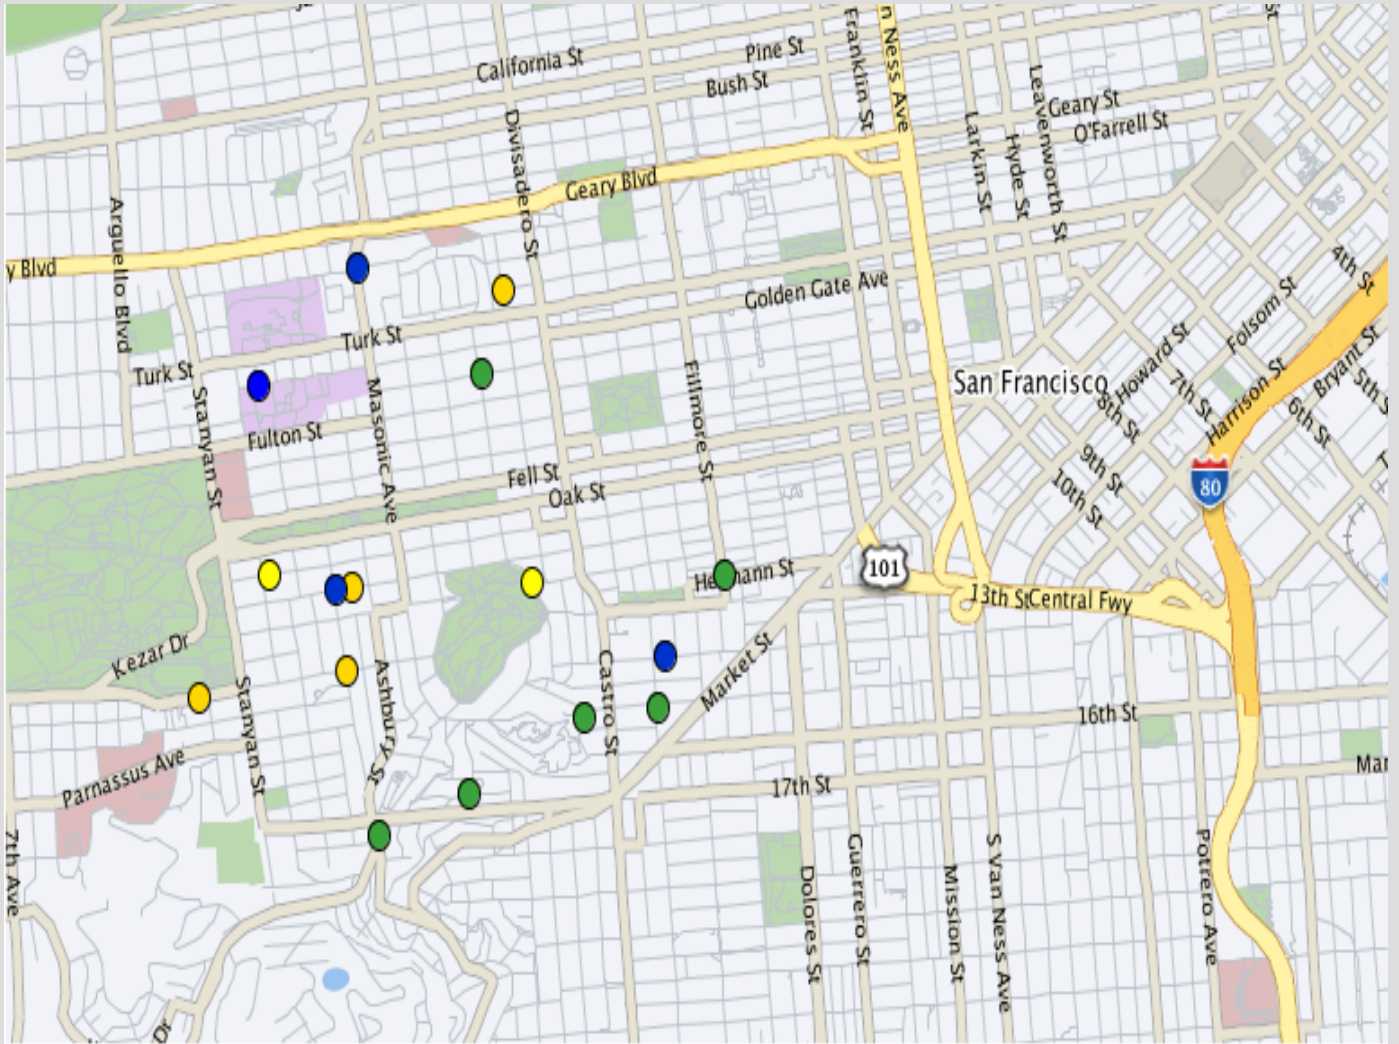 California St
Pine St
Bush St
Franklin St
n Ness Ave
Leavenworth St
Geary St
O'Farrell St
Larkin St
Hyde St
St
Divisadero St
Geary Blvd
Arguello Blvd
y Blvd
Golden Gate Ave
4th St
Turk St
Turk St
Folsom St
Howard St
Harrison St
Bryant St
San Francisco
7th St
8th St
6th St
5th S
Stanyan St
Masonic Ave
Fillmore St
Fulton St
Fell St
Oak St
9th St
10th St
80
101
Hermann St
13th St
Central Fwy
Kezar Dr
Market St
Castro St
Ashbury St
Stanyan St
Parnassus Ave
16th St
17th St
Mar
7th Ave
Dolores St
Guerrero St
Mission St
S Van Ness Ave
Potrero Ave
Dr